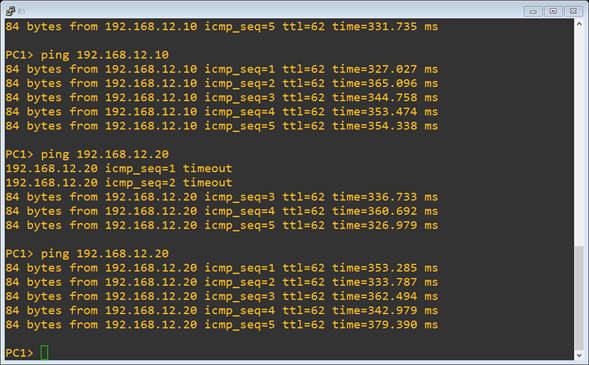 R1
84 bytes from 192.168.12.10 icmp_seq=5 ttl=62 time=331.735 ms
PC1> ping 192.168.12.10
84 bytes from 192.168.12.10 icmp_seq=1 ttl=62 time=327.027 ms
84 bytes from 192.168.12.10 icmp_seq=2 ttl=62 time=365.096 ms
84 bytes from 192.168.12.10 icmp_seq=3 ttl=62 time=344.758 ms
84 bytes from 192.168.12.10 icmp_seq=4 ttl=62 time=353.474 ms
84 bytes from 192.168.12.10 icmp_seq=5 ttl=62 time=354.338 ms
PC1> ping 192.168.12.20
192.168.12.20 icmp_seq=1 timeout
192.168.12.20 icmp_seq=2 timeout
84 bytes from 192.168.12.20 icmp_seq=3 ttl=62 time=336.733 ms
84 bytes from 192.168.12.20 icmp_seq=4 ttl=62 time=360.692 ms
84 bytes from 192.168.12.20 icmp_seq=5 ttl=62 time=326.979 ms
PC1> ping 192.168.12.20
84 bytes from 192.168.12.20 icmp_seq=1 ttl=62 time=353.285 ms
84 bytes from 192.168.12.20 icmp_seq=2 ttl=62 time=333.787 ms
84 bytes from 192.168.12.20 icmp_seq=3 ttl=62 time=362.494 ms
84 bytes from 192.168.12.20 icmp_seq=4 ttl=62 time=342.979 ms
84 bytes from 192.168.12.20 icmp_seq=5 ttl=62 time=379.390 ms
PC1>